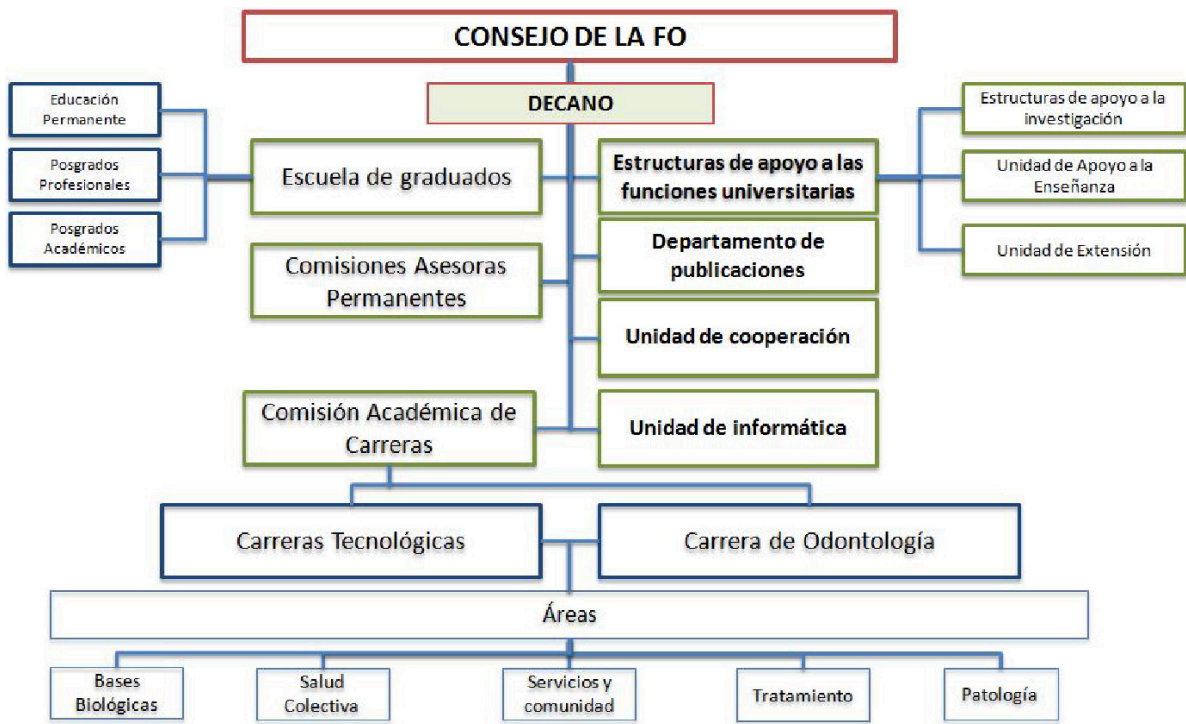 CONSEJO DE LA FO
DECANO
Educación
Permanente
Posgrados
Profesionales
Posgrados
Académicos
Escuela de graduados
Estructuras de apoyo a las
funciones universitarias
Estructuras de apoyo a la
investigación
Unidad de Apoyo a la
Enseñanza
Unidad de Extensión
Comisiones Asesoras
Permanentes
Departamento de
publicaciones
Unidad de cooperación
Comisión Académica de
Carreras
Unidad de informática
Carreras Tecnológicas
Carrera de Odontología
Áreas
Bases
Biológicas
Salud
Colectiva
Servicios y
comunidad
Tratamiento
Patología